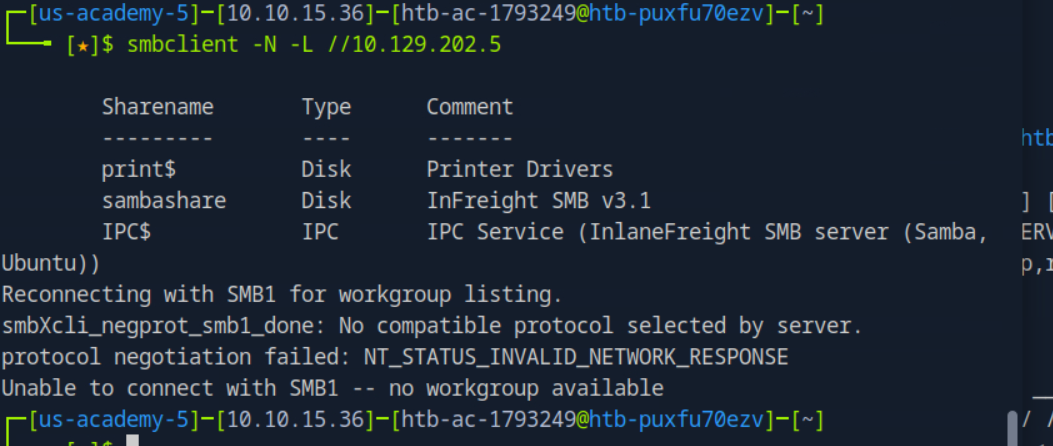 [us-academy-5]─[10.10.15.36]─[htb-ac-1793249@htb-puxfu70ezv]─[~]
[★]$ smbclient -N -L //10.129.202.5
Sharename Type Comment
--------- ---- -------
print$ Disk Printer Drivers
sambashare Disk InFreight SMB v3.1
IPC$ IPC IPC Service (InlaneFreight SMB server (Samba,
Ubuntu))
Reconnecting with SMB1 for workgroup listing.
smbXcli_negprot_smb1_done: No compatible protocol selected by server.
protocol negotiation failed: NT_STATUS_INVALID_NETWORK_RESPONSE
Unable to connect with SMB1 -- no workgroup available
[us-academy-5]─[10.10.15.36]─[htb-ac-1793249@htb-puxfu70ezv]─[~]